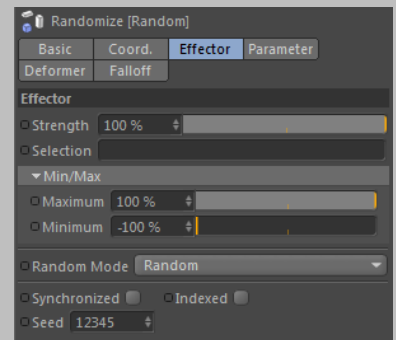 Randomize [Random]
Basic Coord. Effector Parameter
Deformer Falloff
Effector
Strength 100 %
Selection
Min/Max
Maximum 100 %
Minimum -100 %
Random Mode Random
Synchronized Indexed
Seed 12345